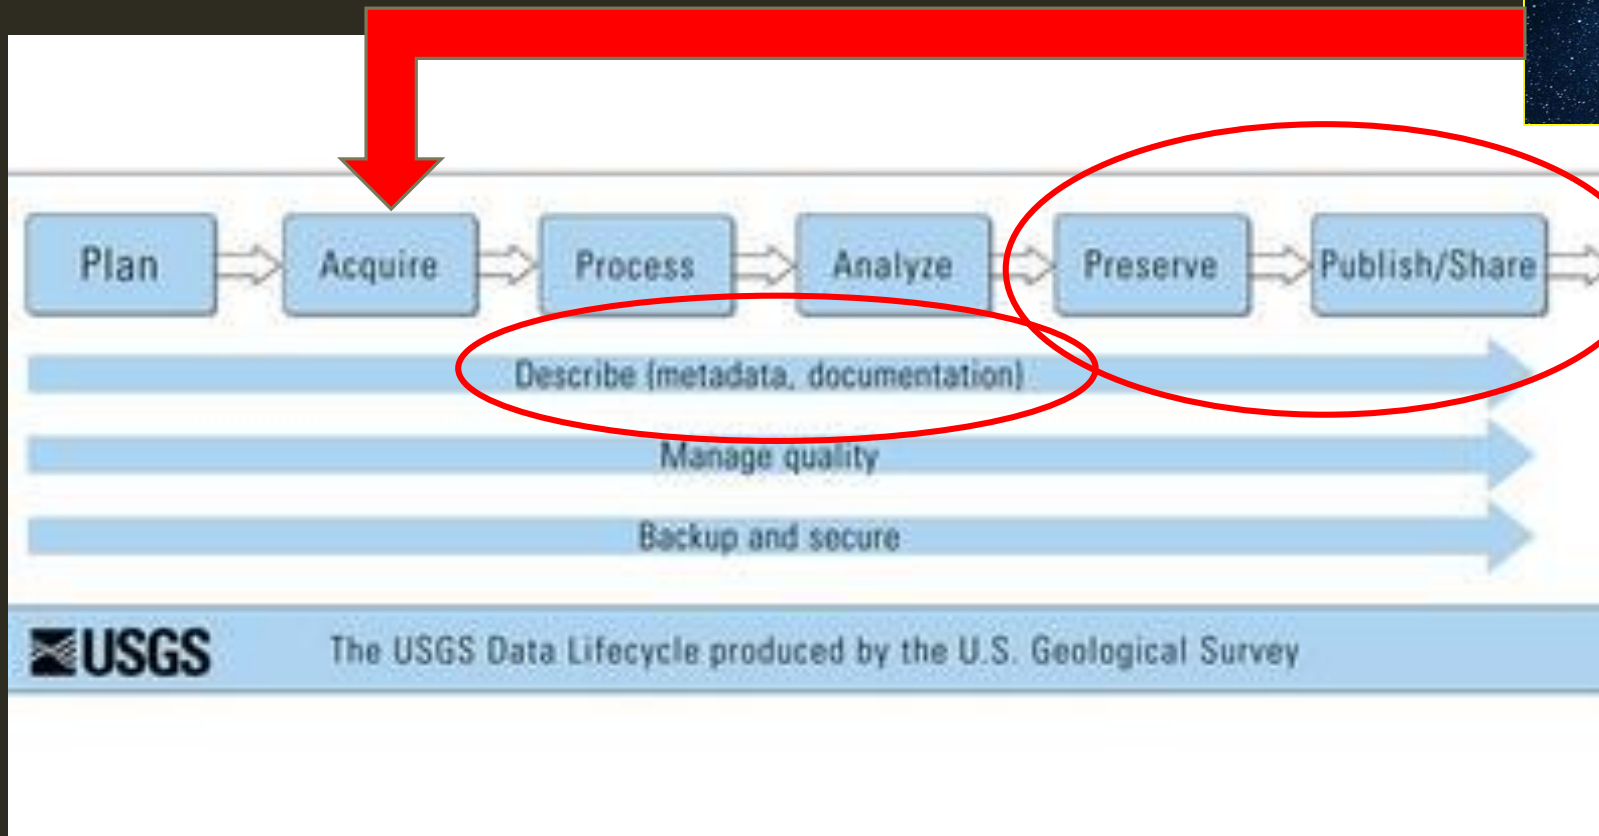 Plan
Acquire
Process
Analyze
Preserve
Publish/Share
Describe (metadata, documentation)
Manage quality
Backup and secure
USGS
The USGS Data Lifecycle produced by the U.S. Geological Survey